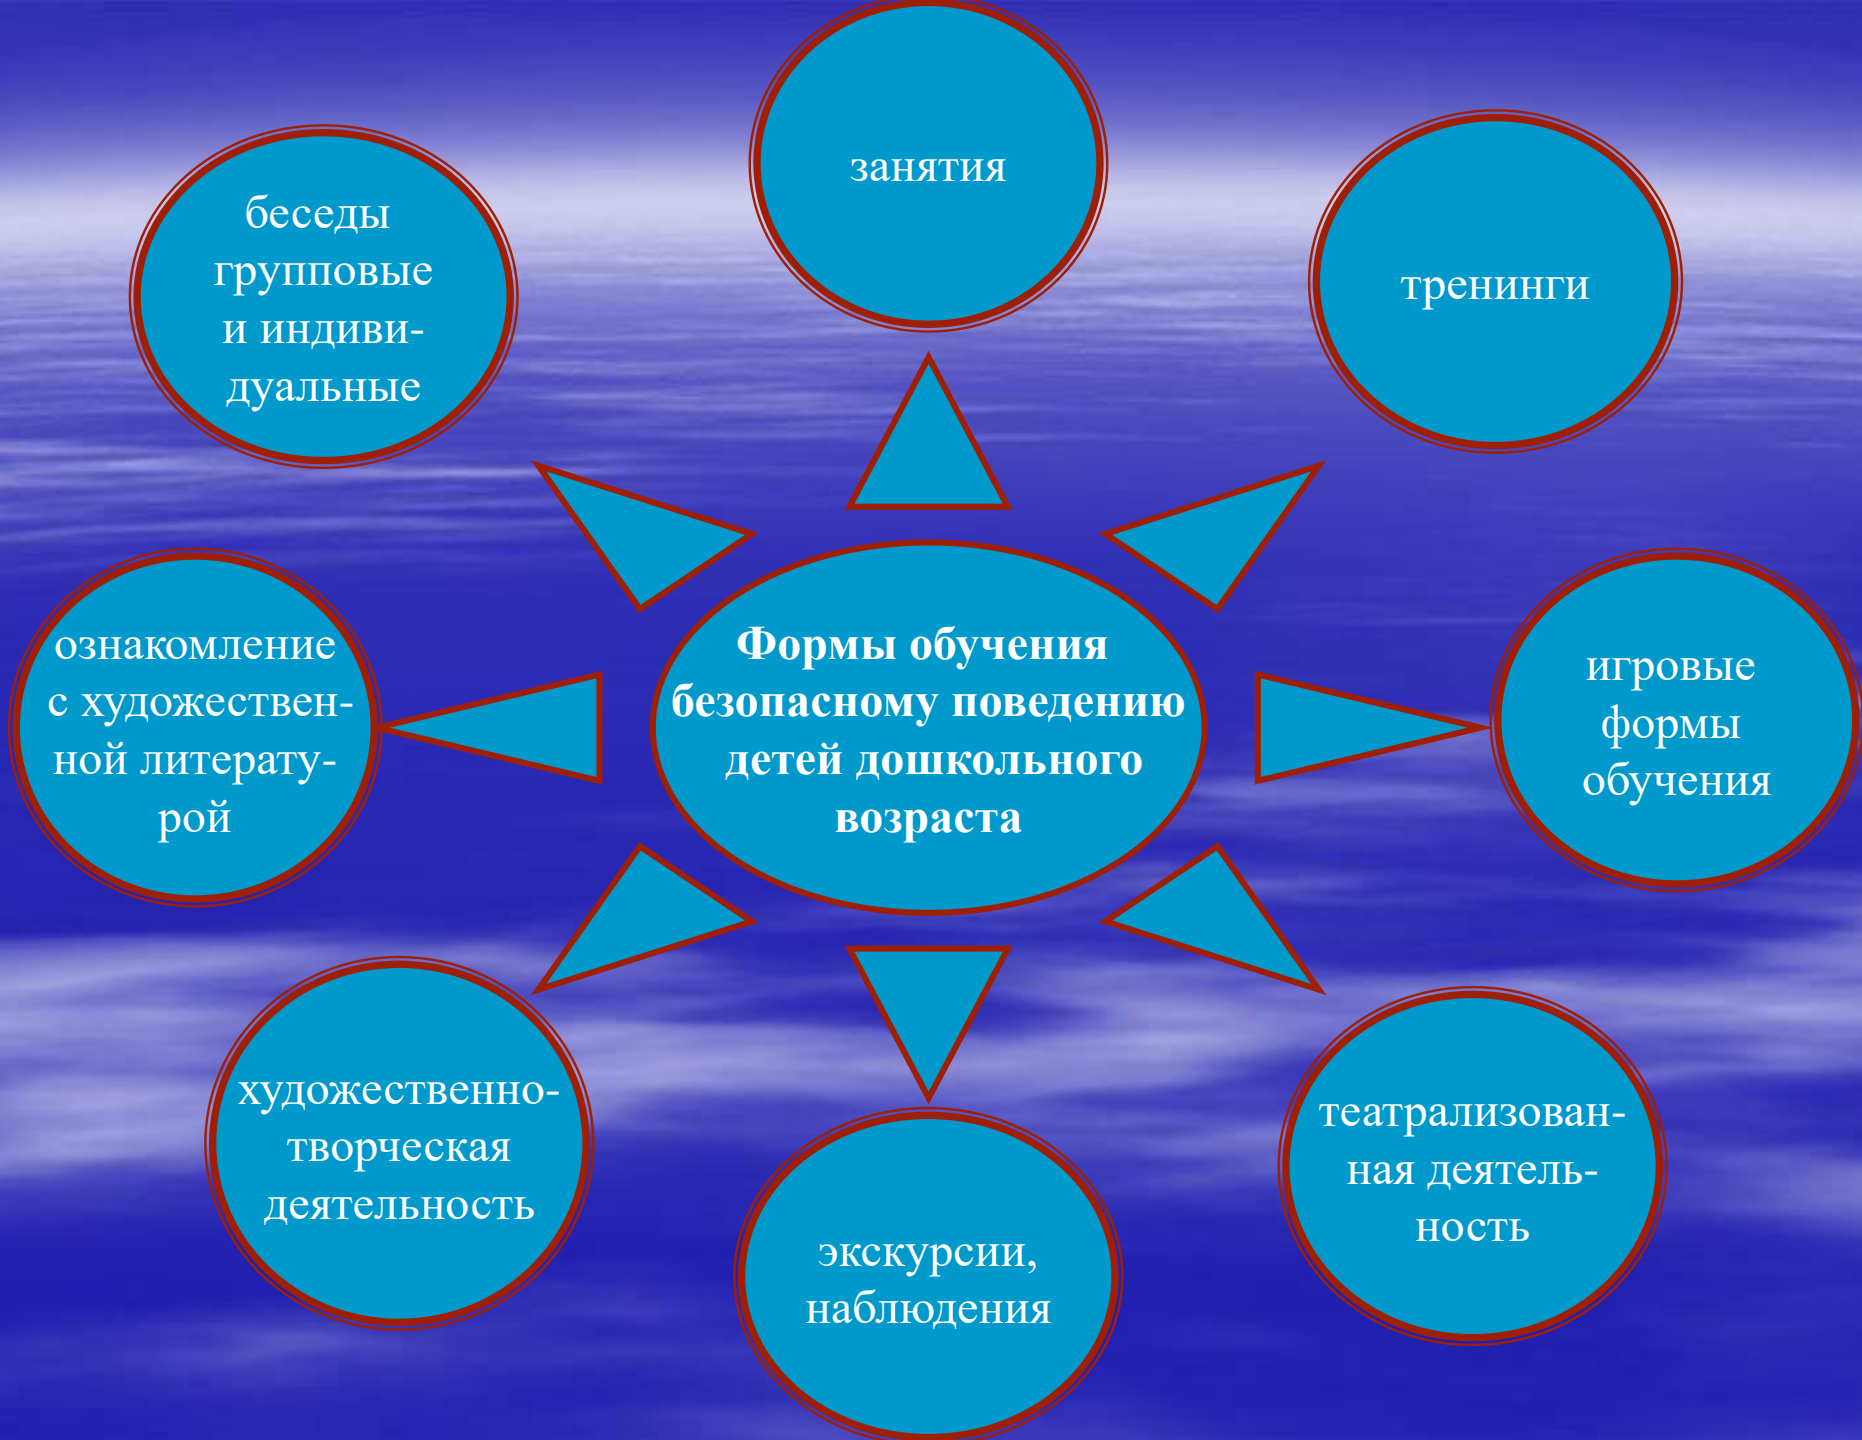 занятия
беседы
групповые
и индиви-
дуальные
тренинги
ознакомление
с художествен-
ной литерату-
рой
Формы обучения
безопасному поведению
детей дошкольного
возраста
игровые
формы
обучения
художественно-
творческая
деятельность
экскурсии,
наблюдения
театрализован-
ная деятель-
ность